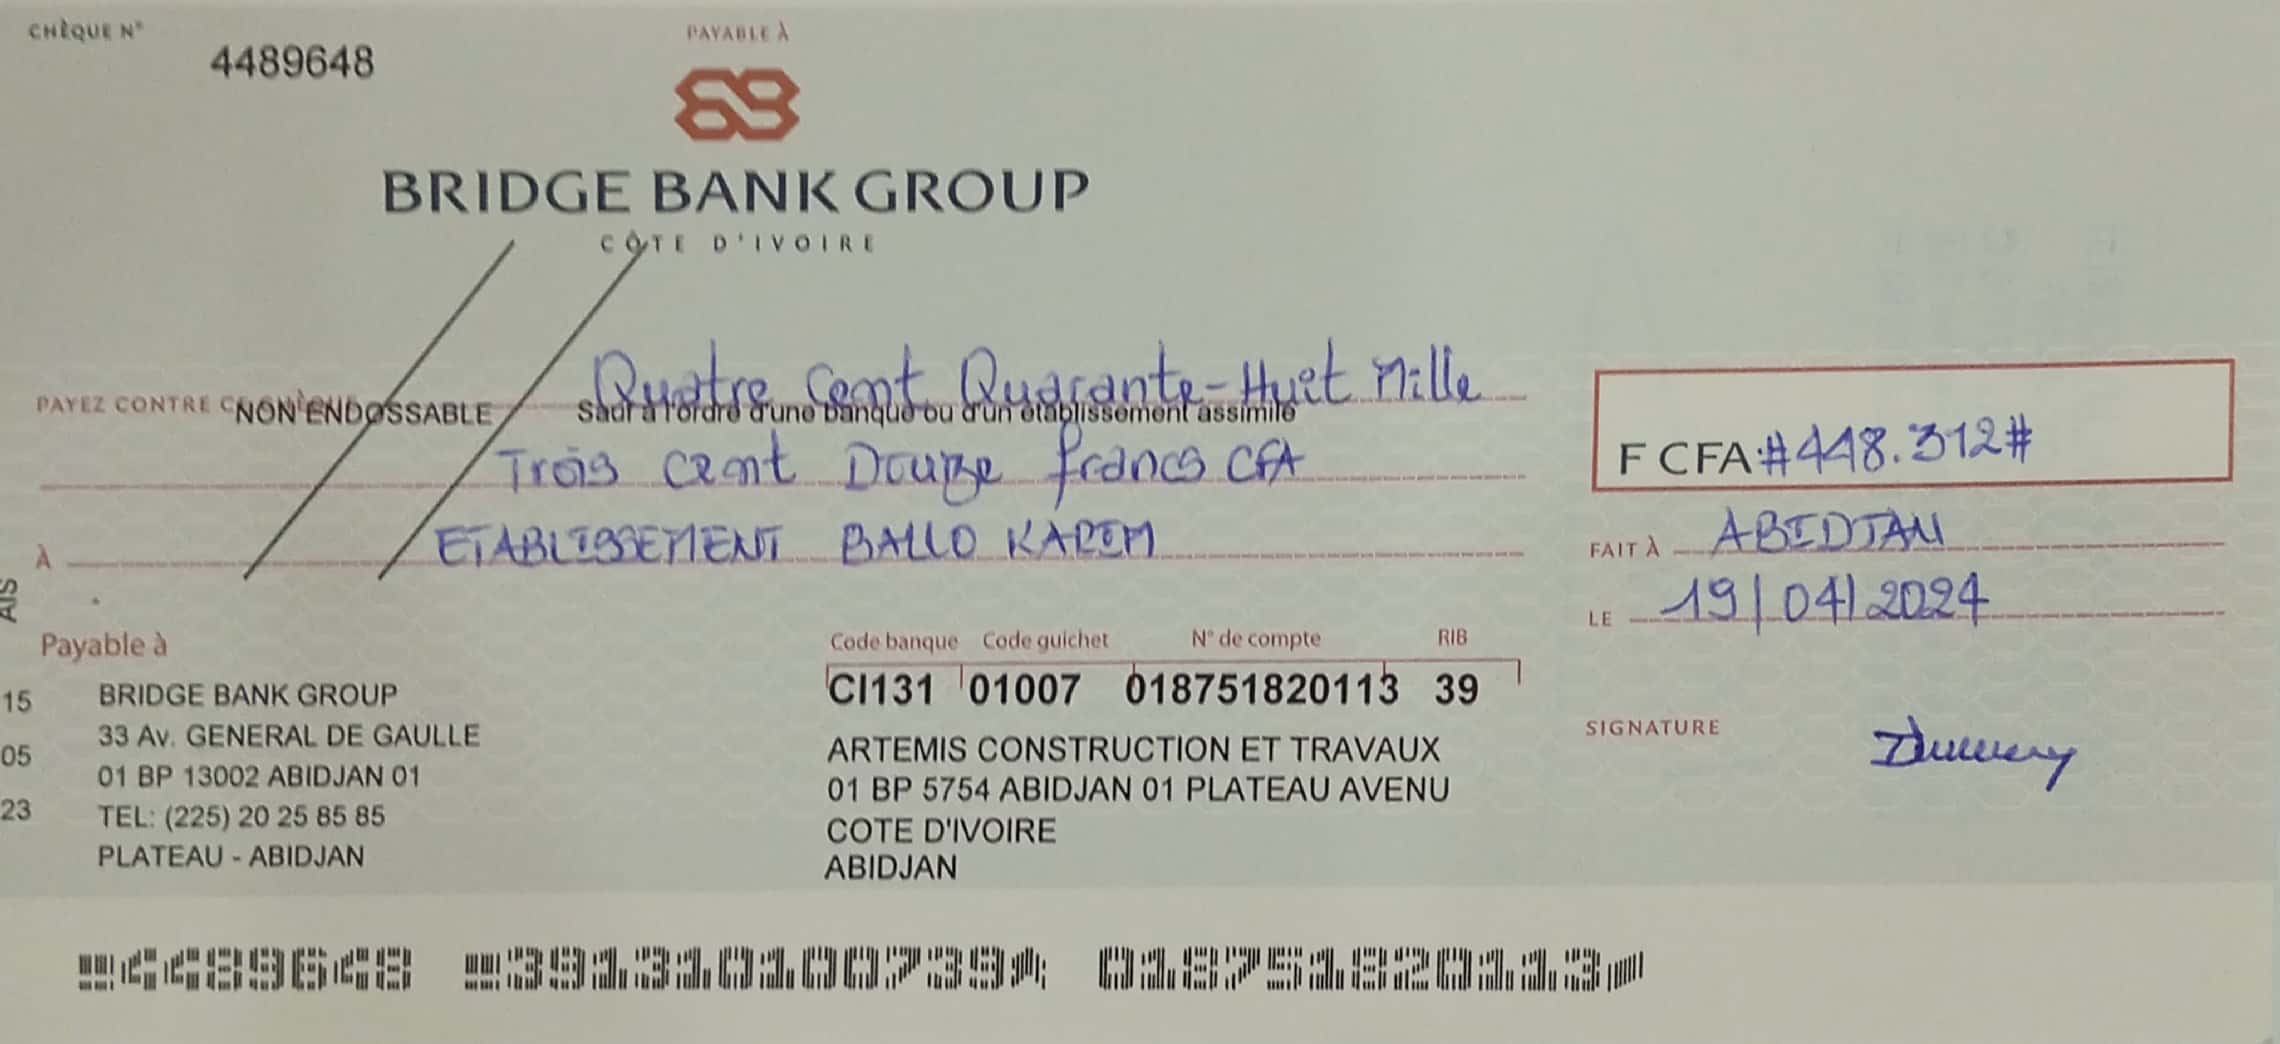 CHÈQUE N°
4489648
PAYABLE À
BRIDGE BANK GROUP
CÔTE D'IVOIRE
PAYEZ CONTRE NON ENDOSSABLE Sauf à l'ordre d'une banque ou d'un établissement assimilé
Quatre Cent Quarante-Huit Mille
Trois Cent Douze francs CFA
F CFA #448.312#
À ETABLISSEMENT BALLO KARIM
FAIT À ABIDJAN
LE 19/04/2024
AIS
15
05
23
Payable à
BRIDGE BANK GROUP
33 Av. GENERAL DE GAULLE
01 BP 13002 ABIDJAN 01
TEL: (225) 20 25 85 85
PLATEAU - ABIDJAN
Code banque Code guichet N° de compte RIB
CI131 01007 018751820113 39
ARTEMIS CONSTRUCTION ET TRAVAUX
01 BP 5754 ABIDJAN 01 PLATEAU AVENU
COTE D'IVOIRE
ABIDJAN
SIGNATURE
4489648 391310100739 018751820113